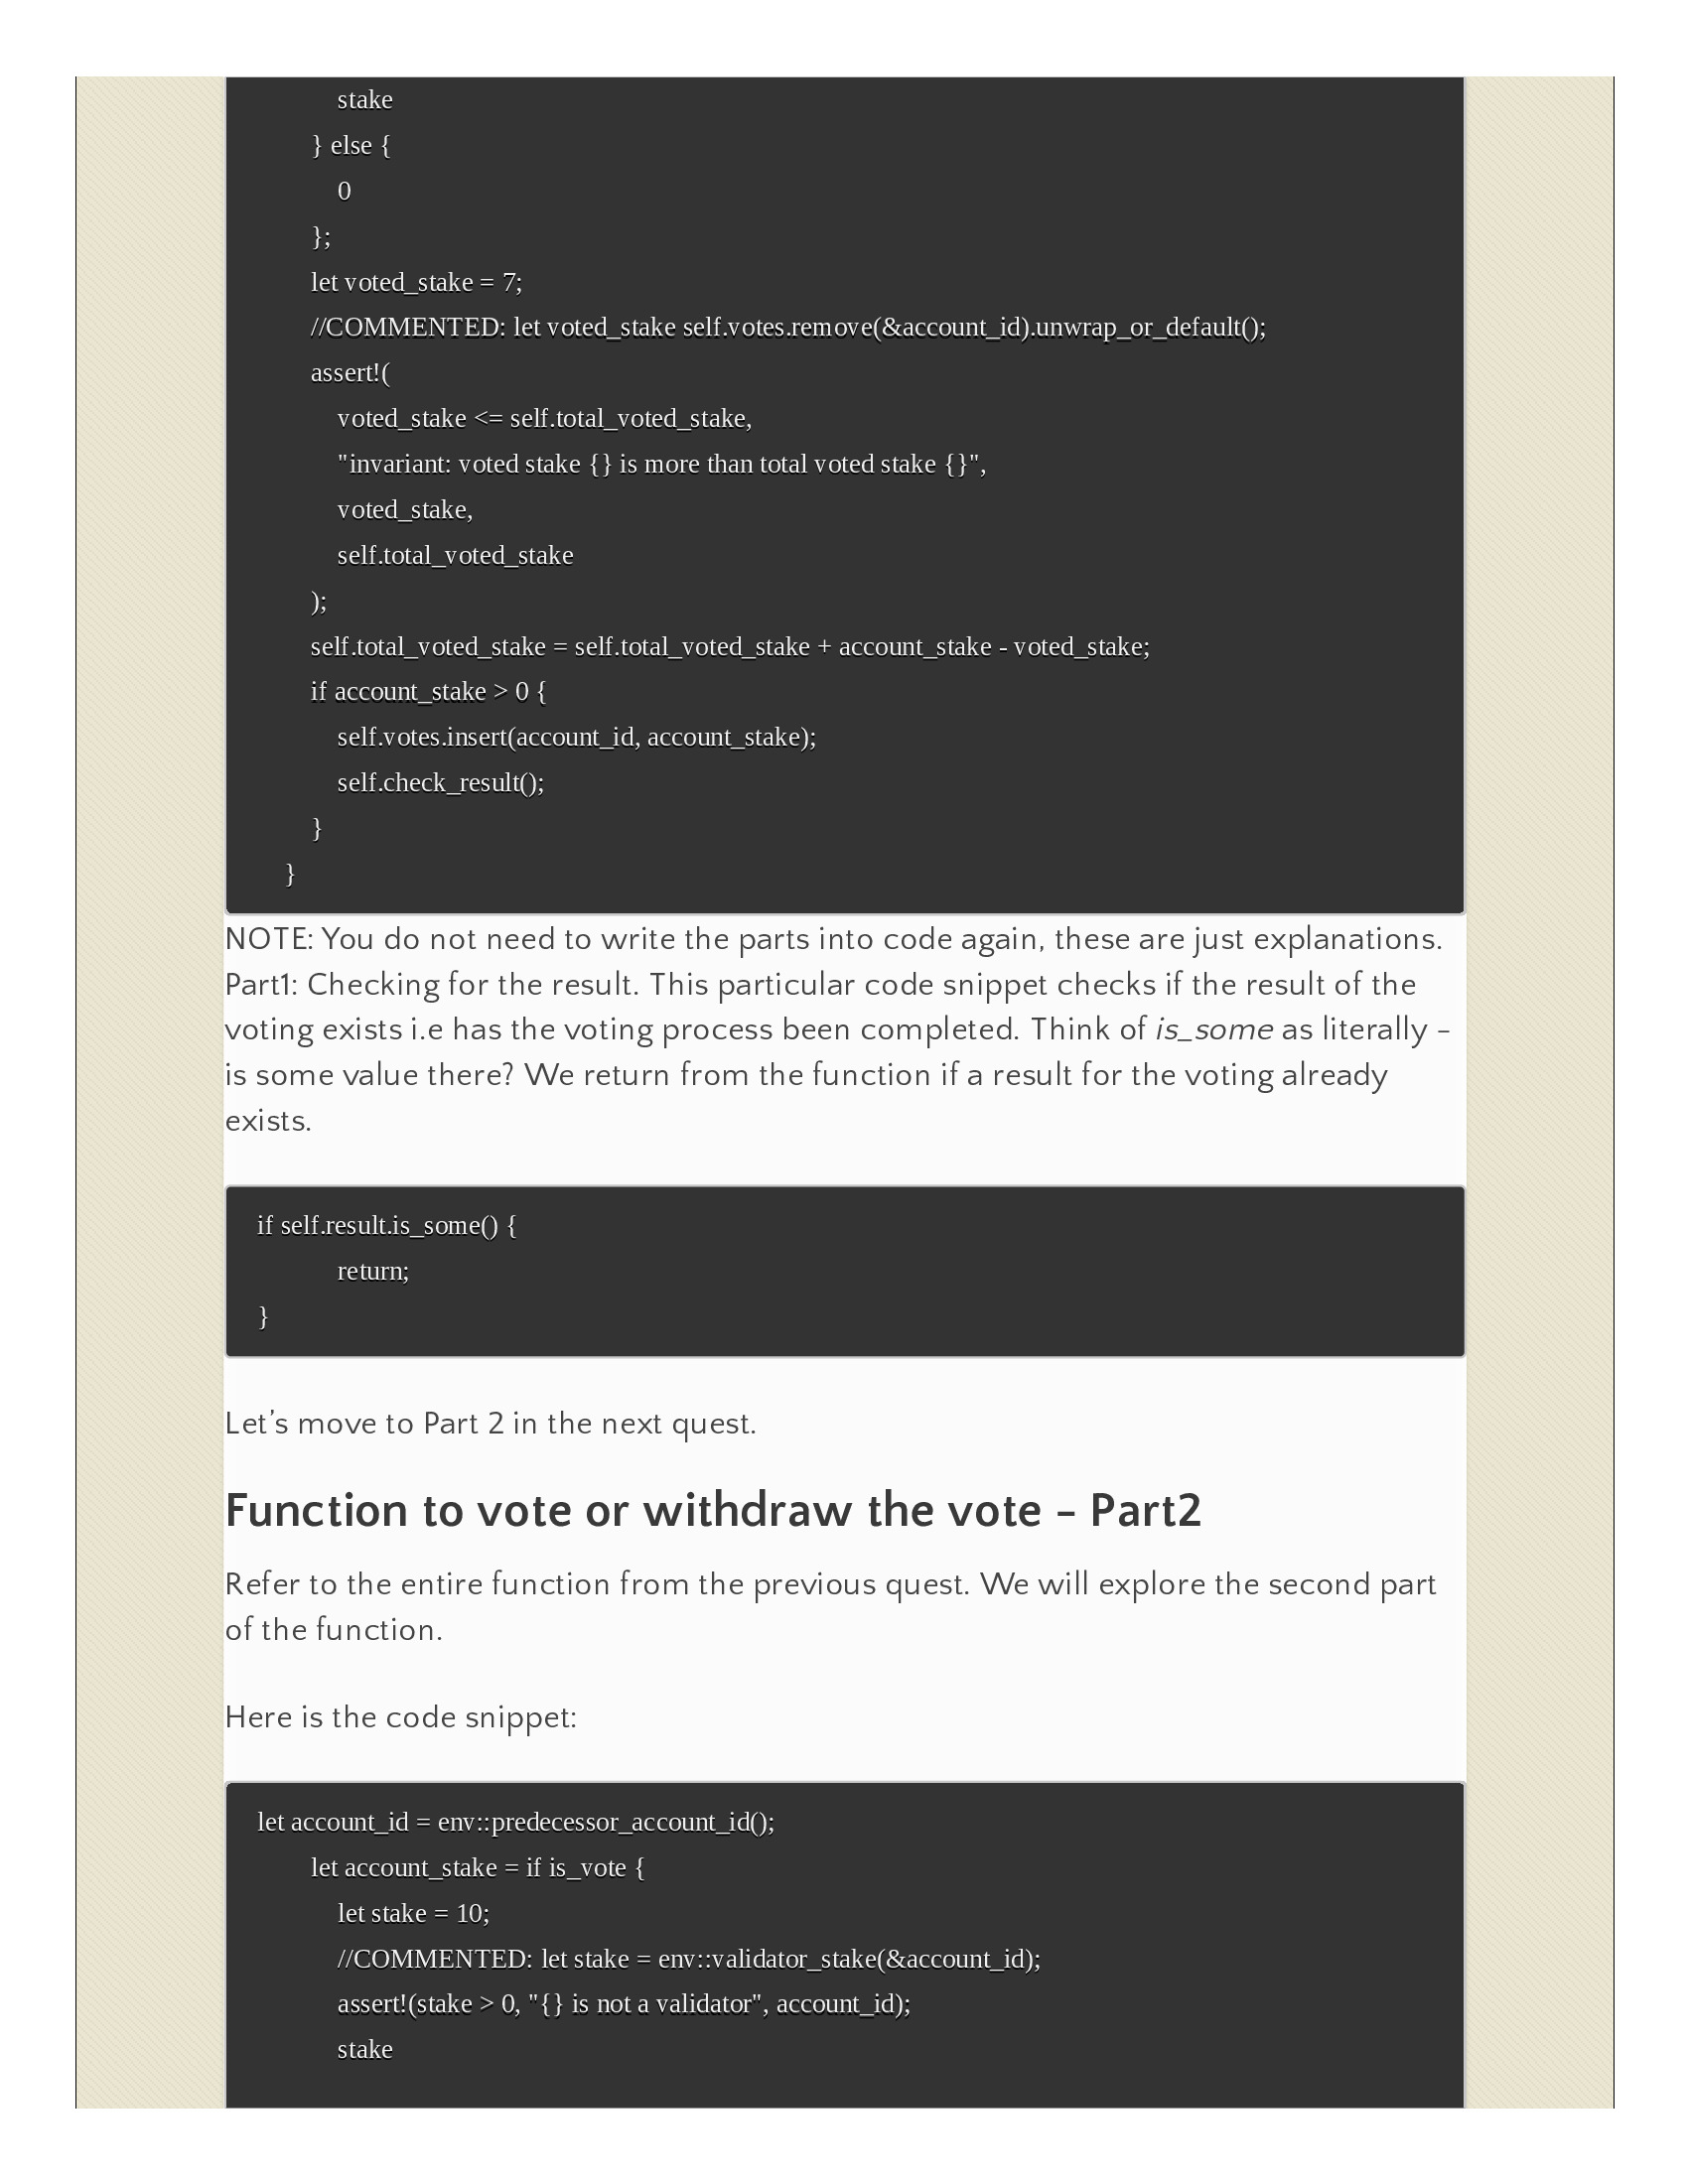 stake
} else {
0
};
let voted_stake = 7;
//COMMENTED: let voted_stake self.votes.remove(&account_id).unwrap_or_default();
assert!(
voted_stake <= self.total_voted_stake,
"invariant: voted stake {} is more than total voted stake {}",
voted_stake,
self.total_voted_stake
);
self.total_voted_stake = self.total_voted_stake + account_stake - voted_stake;
if account_stake > 0 {
self.votes.insert(account_id, account_stake);
self.check_result();
}
}
NOTE: You do not need to write the parts into code again, these are just explanations.
Part1: Checking for the result. This particular code snippet checks if the result of the
voting exists i.e has the voting process been completed. Think of is_some as literally –
is some value there? We return from the function if a result for the voting already
exists.
if self.result.is_some() {
return;
}
Let’s move to Part 2 in the next quest.
Function to vote or withdraw the vote – Part2
Refer to the entire function from the previous quest. We will explore the second part
of the function.
Here is the code snippet:
let account_id = env::predecessor_account_id();
let account_stake = if is_vote {
let stake = 10;
//COMMENTED: let stake = env::validator_stake(&account_id);
assert!(stake > 0, "{} is not a validator", account_id);
stake